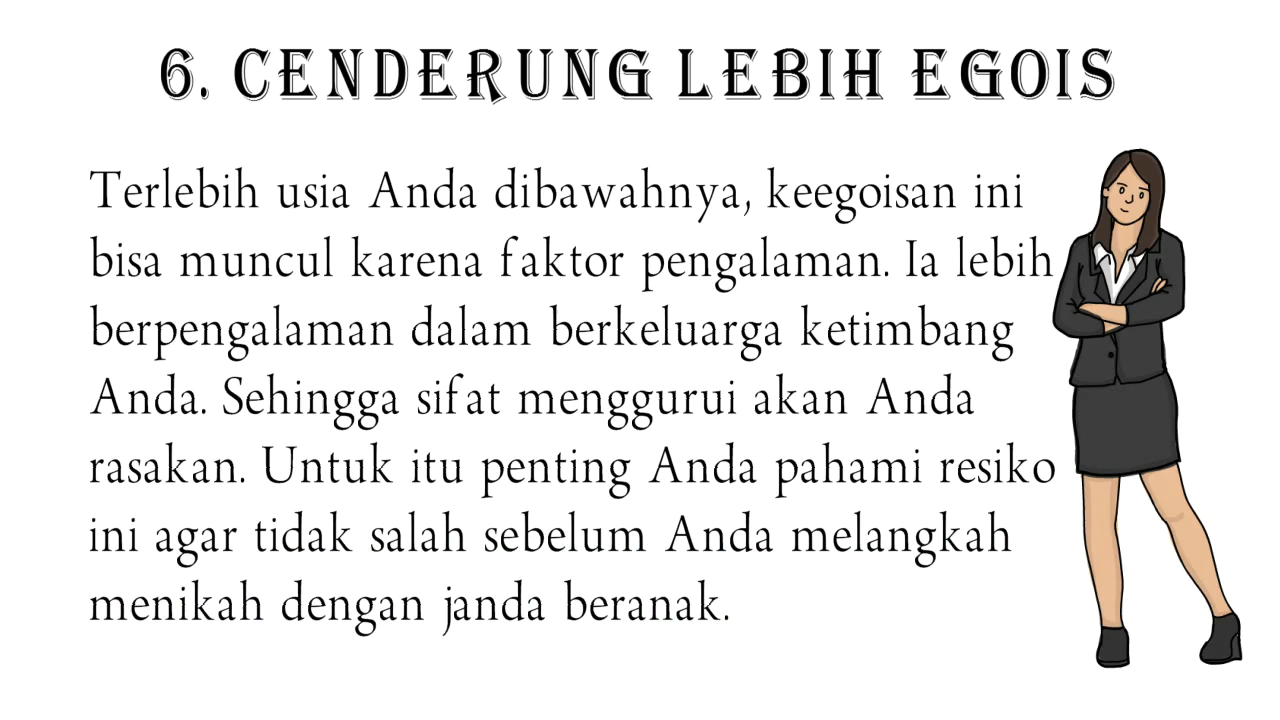 6. CENDERUNG LEBIH EGOIS
Terlebih usia Anda dibawahnya, keegoisan ini
bisa muncul karena faktor pengalaman. Ia lebih
berpengalaman dalam berkeluarga ketimbang
Anda. Sehingga sifat menggurui akan Anda
rasakan. Untuk itu penting Anda pahami resiko
ini agar tidak salah sebelum Anda melangkah
menikah dengan janda beranak.